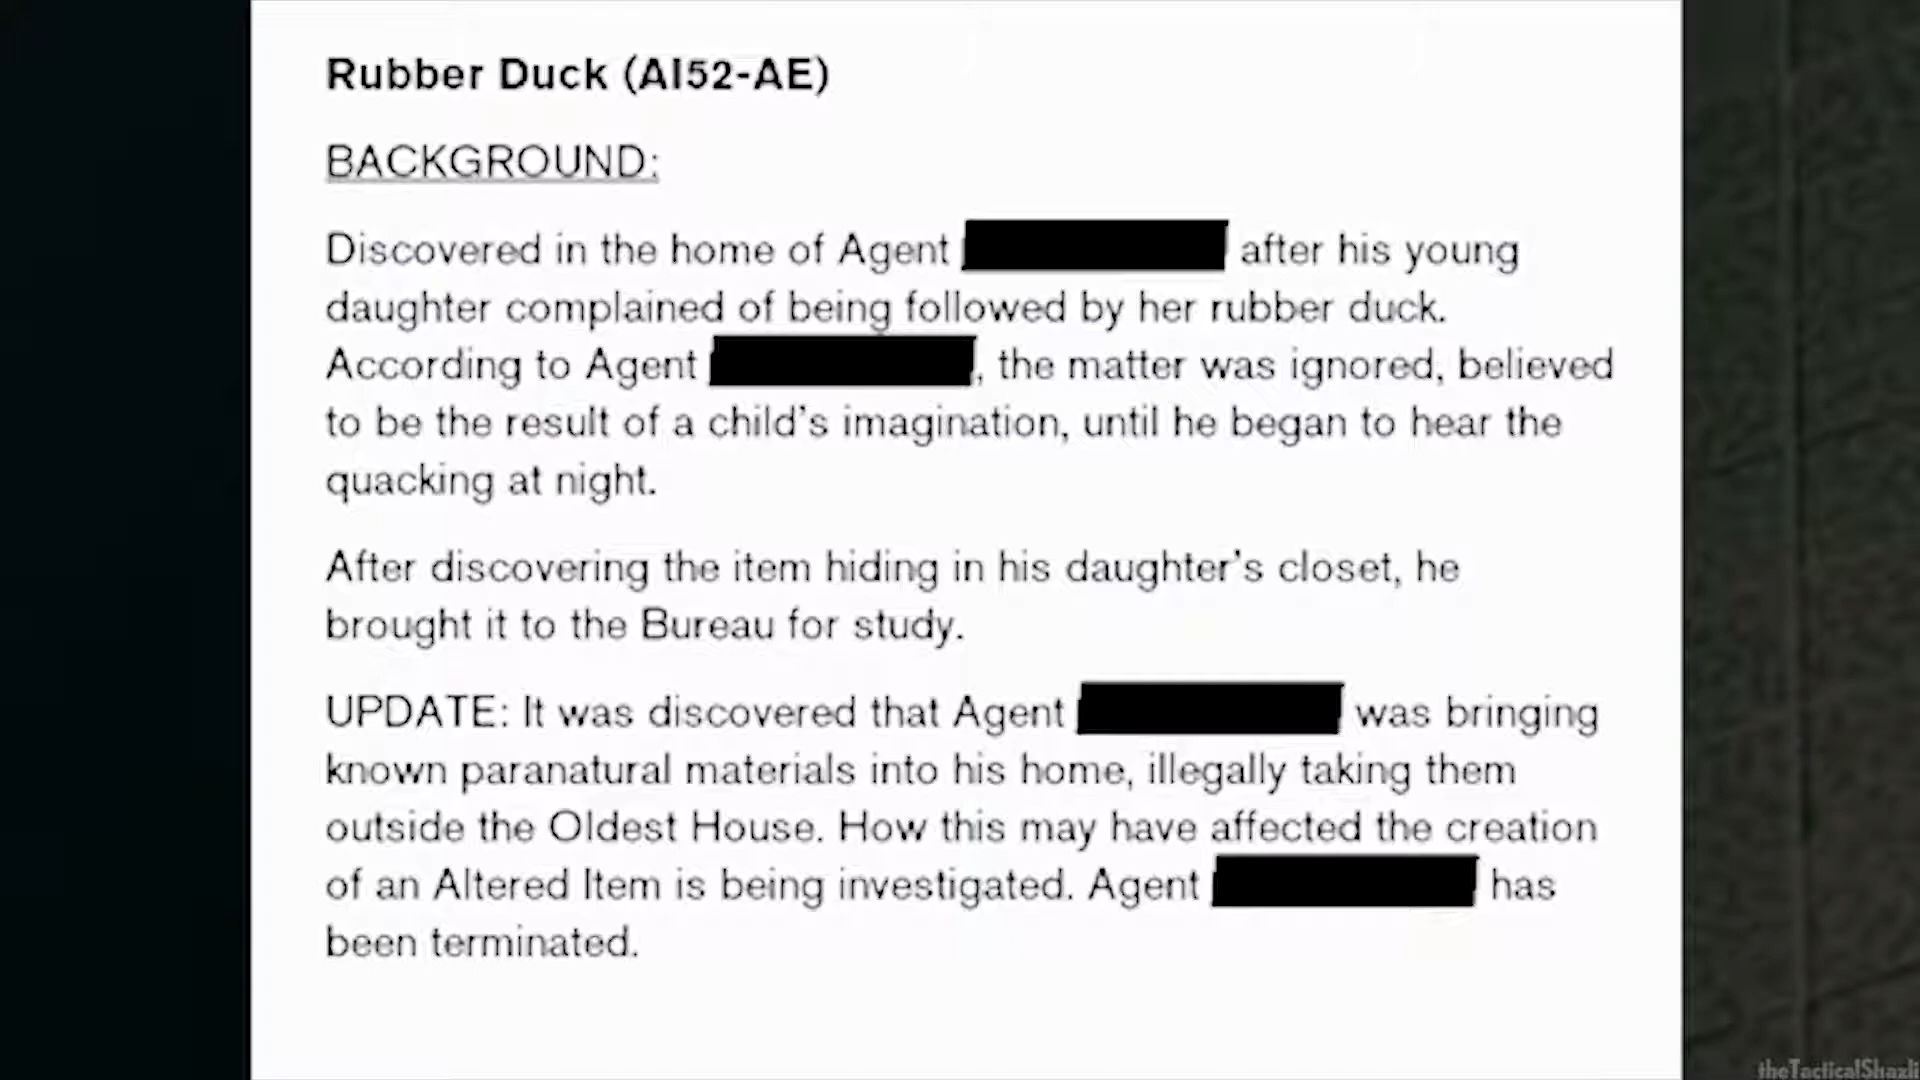 Rubber Duck (AI52-AE)
BACKGROUND:
Discovered in the home of Agent after his young
daughter complained of being followed by her rubber duck.
According to Agent , the matter was ignored, believed
to be the result of a child's imagination, until he began to hear the
quacking at night.
After discovering the item hiding in his daughter's closet, he
brought it to the Bureau for study.
UPDATE: It was discovered that Agent was bringing
known paranatural materials into his home, illegally taking them
outside the Oldest House. How this may have affected the creation
of an Altered Item is being investigated. Agent has
been terminated.
theTacticalShazli